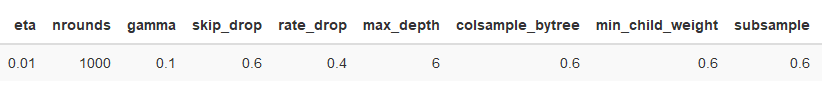 eta nrounds gamma skip_drop rate_drop max_depth colsample_bytree min_child_weight subsample
0.01 1000 0.1 0.6 0.4 6 0.6 0.6 0.6